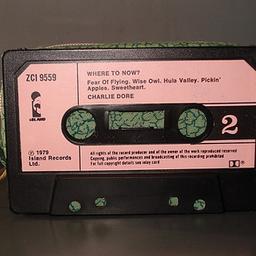 ZCI 9559
WHERE TO NOW?
Fear Of Flying. Wise Owl. Hula Valley. Pickin'
Apples. Sweetheart.
CHARLIE DORE
ISLAND
2
℗ 1979
Island Records
Ltd.
All rights of the record producer and of the owner of the work reproduced reserved
Copying, public performances and broadcasting of this recording prohibited
For full copyright details see inlay card